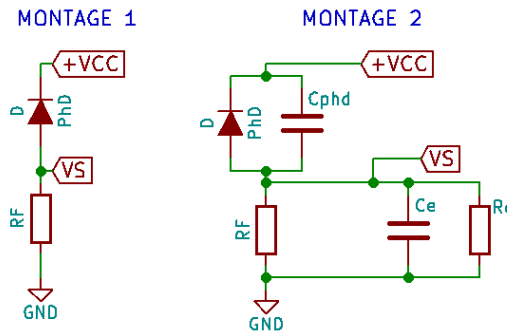 MONTAGE 1
+VCC
D
PhD
VS
RF
GND
MONTAGE 2
+VCC
Cphd
D
PhD
VS
RF
Ce
GND